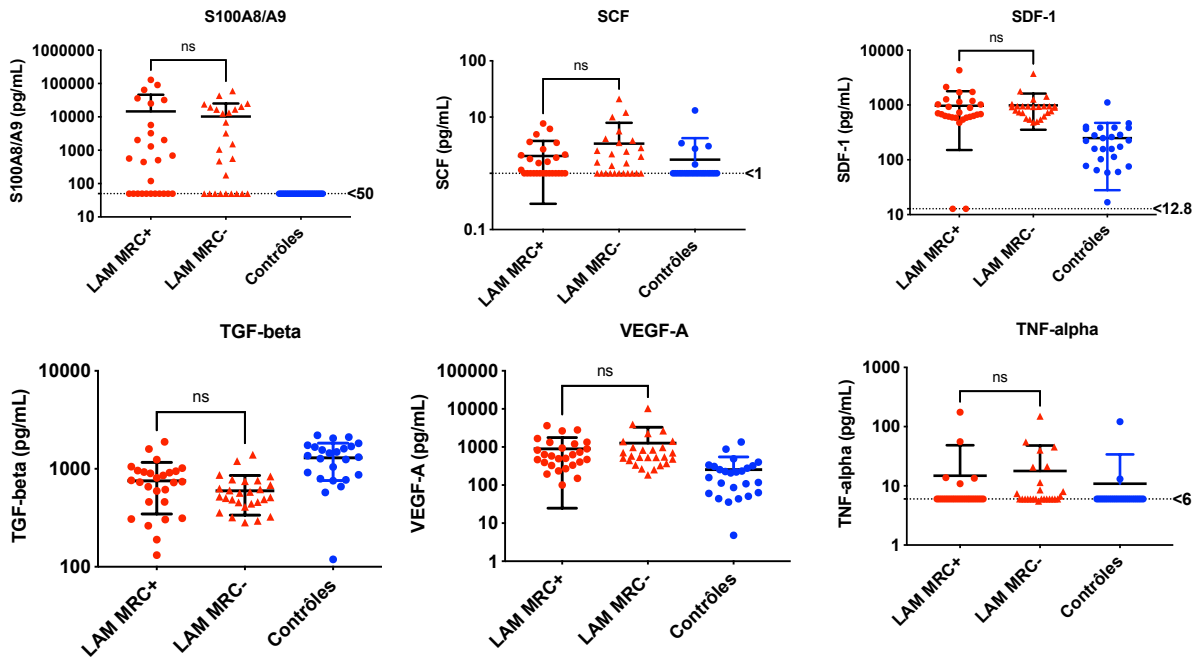 S100A8/A9
ns
S100A8/A9 (pg/mL)
1000000
100000
10000
1000
100
10
<50
LAM MRC+
LAM MRC-
Contrôles
SCF
ns
SCF (pg/mL)
100
10
0.1
<1
LAM MRC+
LAM MRC-
Contrôles
SDF-1
ns
SDF-1 (pg/mL)
10000
1000
100
10
<12.8
LAM MRC+
LAM MRC-
Contrôles
TGF-beta
ns
TGF-beta (pg/mL)
10000
1000
100
LAM MRC+
LAM MRC-
Contrôles
VEGF-A
ns
VEGF-A (pg/mL)
100000
10000
1000
100
10
1
LAM MRC+
LAM MRC-
Contrôles
TNF-alpha
ns
TNF-alpha (pg/mL)
1000
100
10
1
<6
LAM MRC+
LAM MRC-
Contrôles